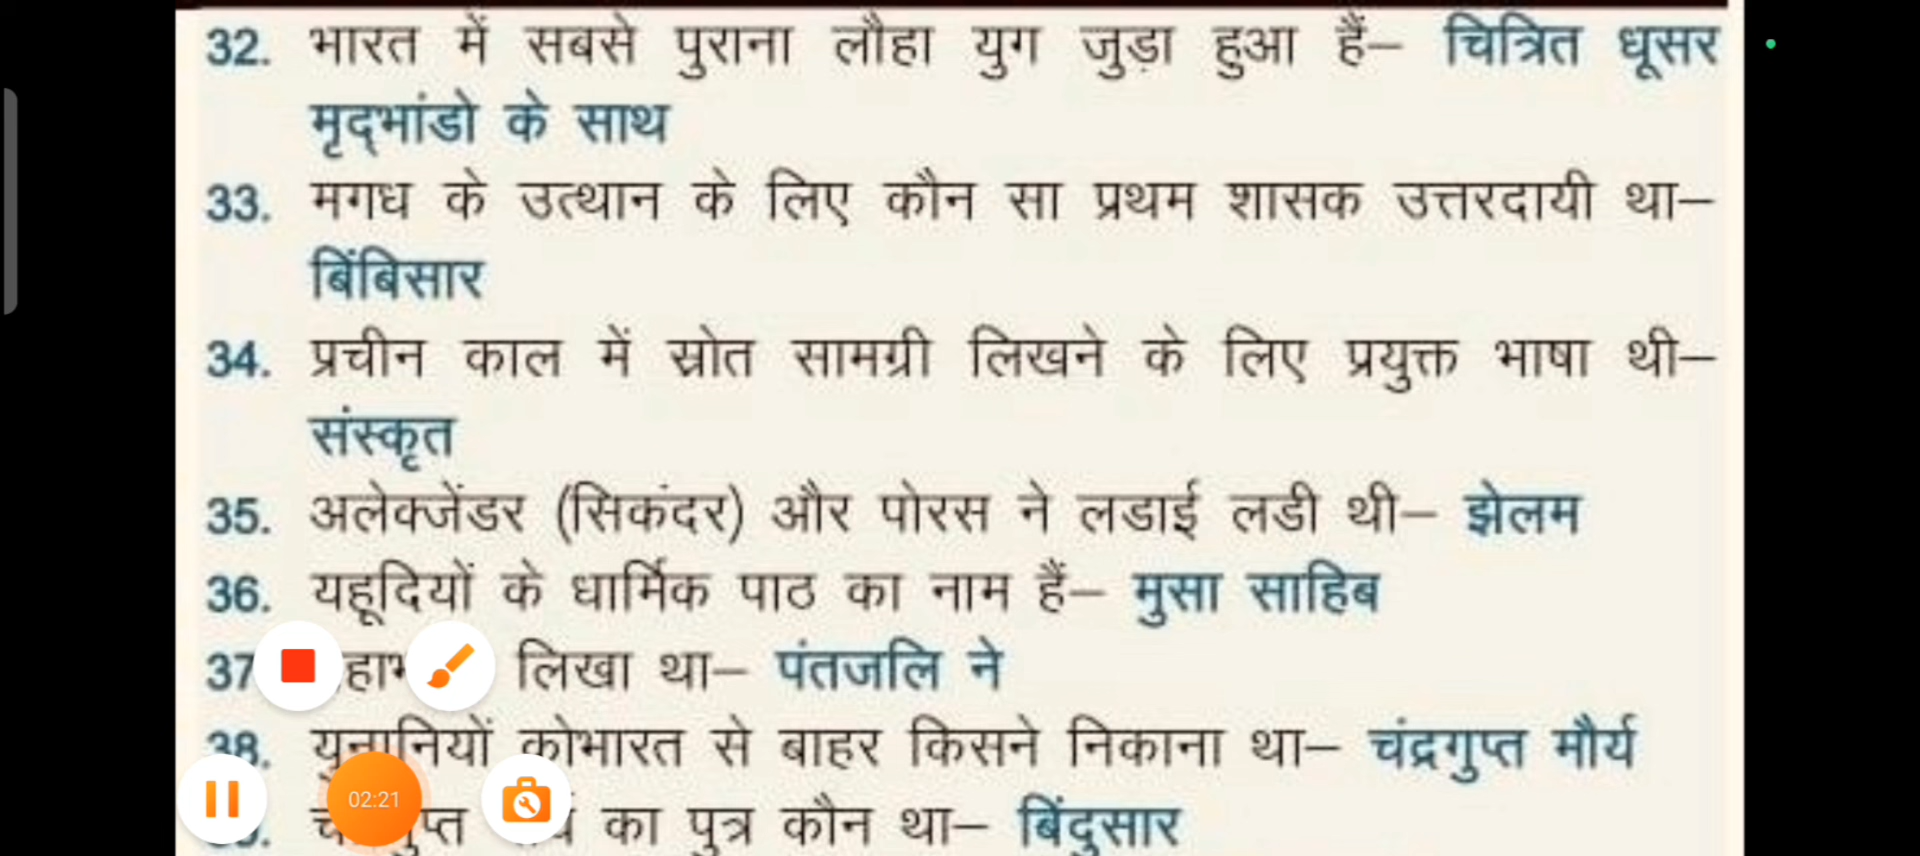 32. भारत में सबसे पुराना लौहा युग जुड़ा हुआ हैं– चित्रित धूसर
मृद्भांडो के साथ
33. मगध के उत्थान के लिए कौन सा प्रथम शासक उत्तरदायी था–
बिंबिसार
34. प्रचीन काल में स्रोत सामग्री लिखने के लिए प्रयुक्त भाषा थी–
संस्कृत
35. अलेक्जेंडर (सिकंदर) और पोरस ने लडाई लडी थी– झेलम
36. यहूदियों के धार्मिक पाठ का नाम हैं– मुसा साहिब
37 लिखा था– पंतजलि ने
38. यूनानियों कोभारत से बाहर किसने निकाना था– चंद्रगुप्त मौर्य
02:21
का पुत्र कौन था– बिंदुसार